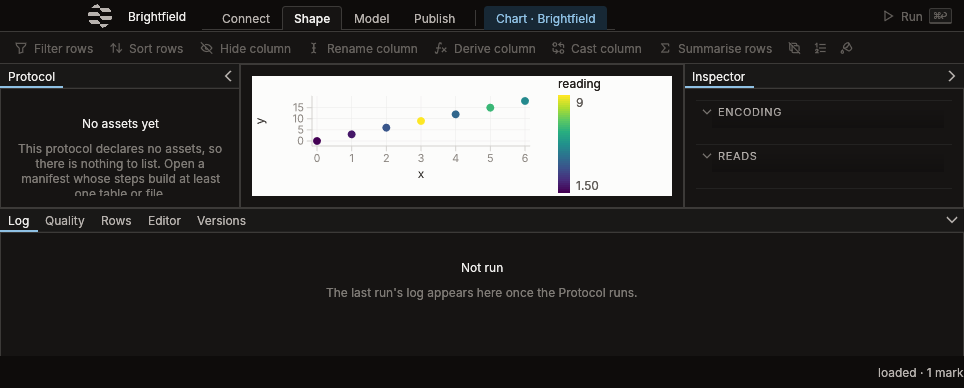 Brightfield
Connect
Shape
Model
Publish
Chart · Brightfield
Run
⌘P
Filter rows
Sort rows
Hide column
Rename column
Derive column
Cast column
Summarise rows
Protocol
Inspector
No assets yet
This protocol declares no assets, so
there is nothing to list. Open a
manifest whose steps build at least
one table or file.
y
15
10
5
0
0 1 2 3 4 5 6
x
reading
9
1.50
ENCODING
READS
Log
Quality
Rows
Editor
Versions
Not run
The last run's log appears here once the Protocol runs.
loaded · 1 mark